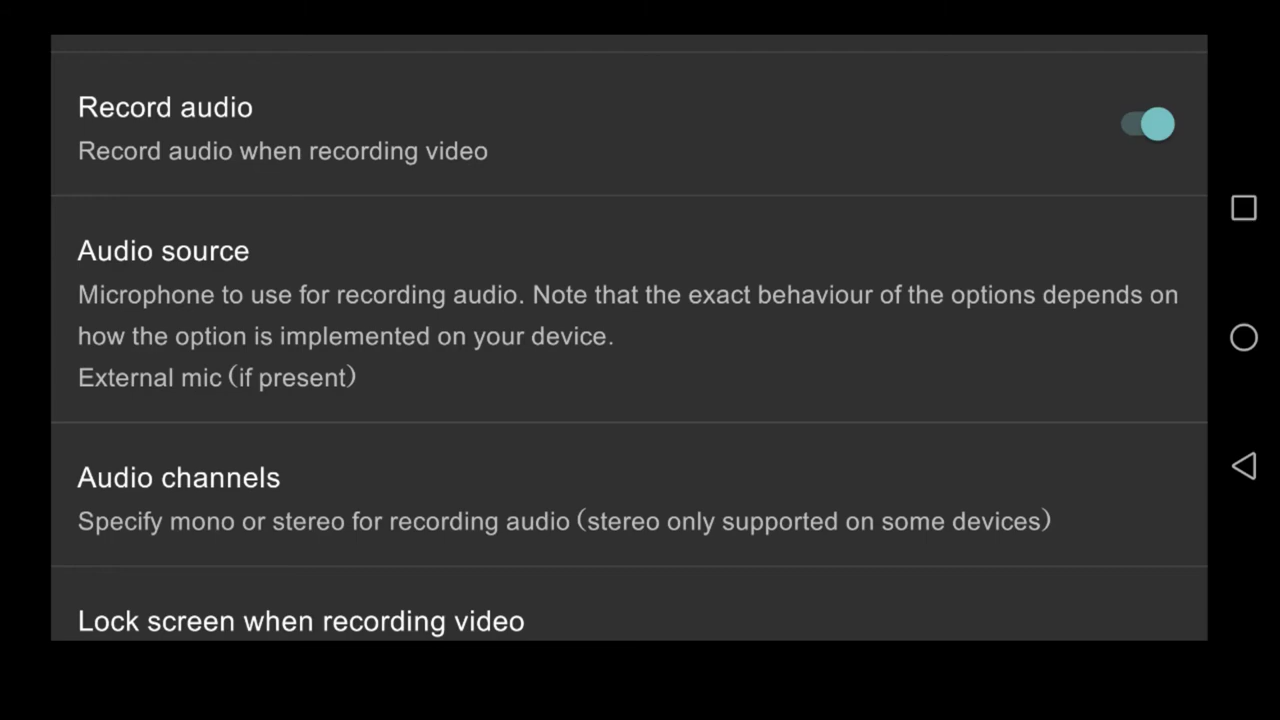 Record audio
Record audio when recording video
Audio source
Microphone to use for recording audio. Note that the exact behaviour of the options depends on
how the option is implemented on your device.
External mic (if present)
Audio channels
Specify mono or stereo for recording audio (stereo only supported on some devices)
Lock screen when recording video